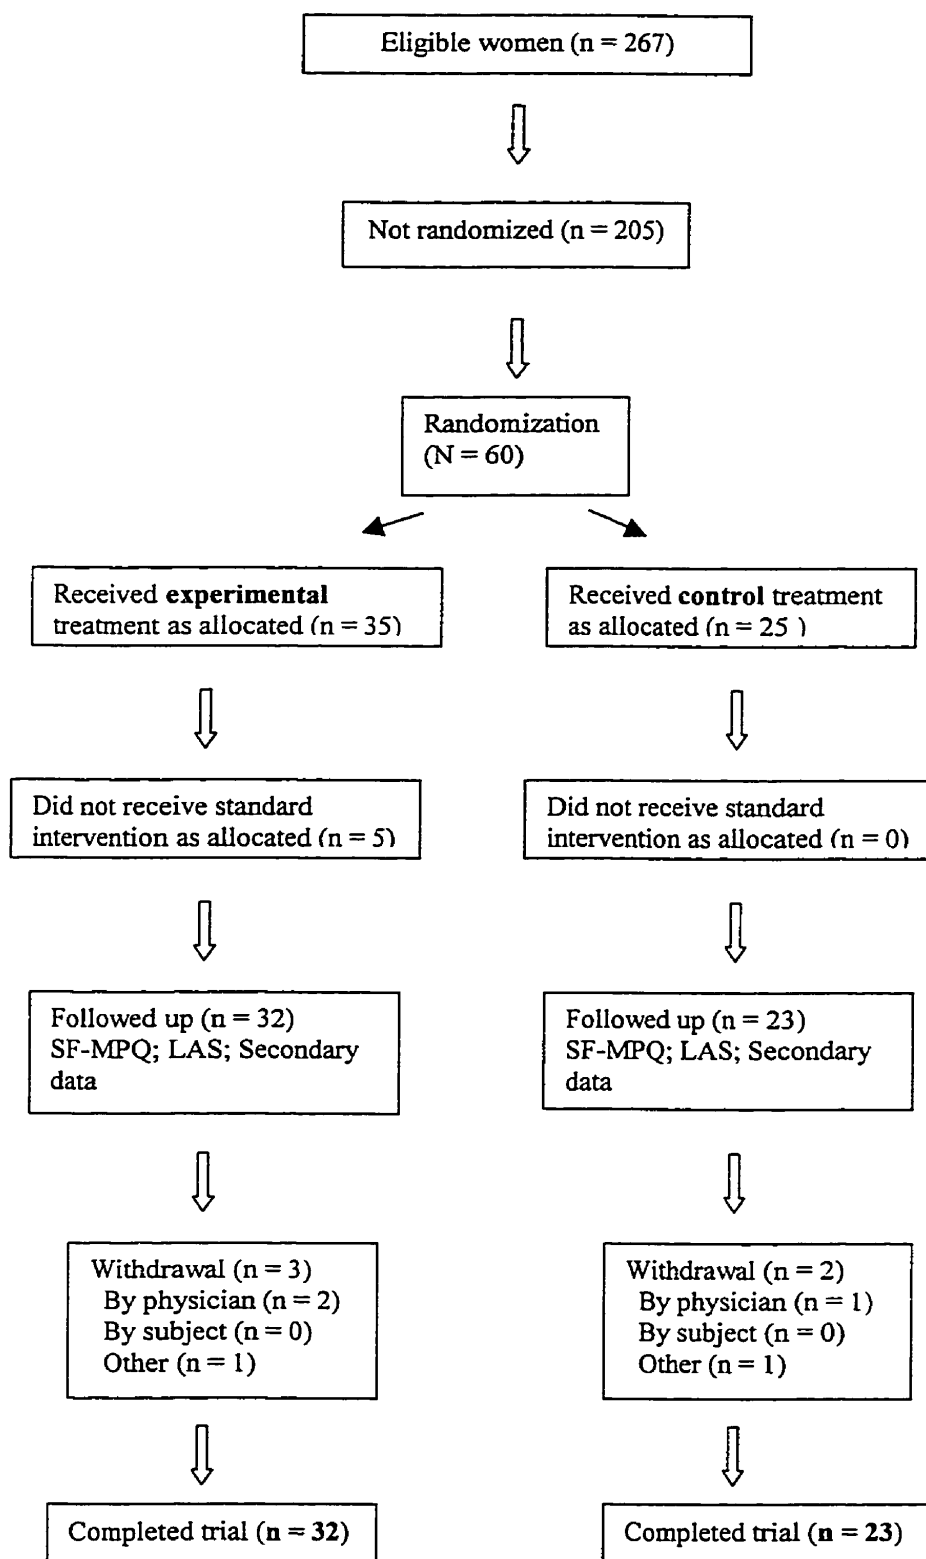 Eligible women (n = 267)
Not randomized (n = 205)
Randomization
(N = 60)
Received experimental
treatment as allocated (n = 35)
Received control treatment
as allocated (n = 25 )
Did not receive standard
intervention as allocated (n = 5)
Did not receive standard
intervention as allocated (n = 0)
Followed up (n = 32)
SF-MPQ; LAS; Secondary
data
Followed up (n = 23)
SF-MPQ; LAS; Secondary
data
Withdrawal (n = 3)
By physician (n = 2)
By subject (n = 0)
Other (n = 1)
Withdrawal (n = 2)
By physician (n = 1)
By subject (n = 0)
Other (n = 1)
Completed trial (n = 32)
Completed trial (n = 23)